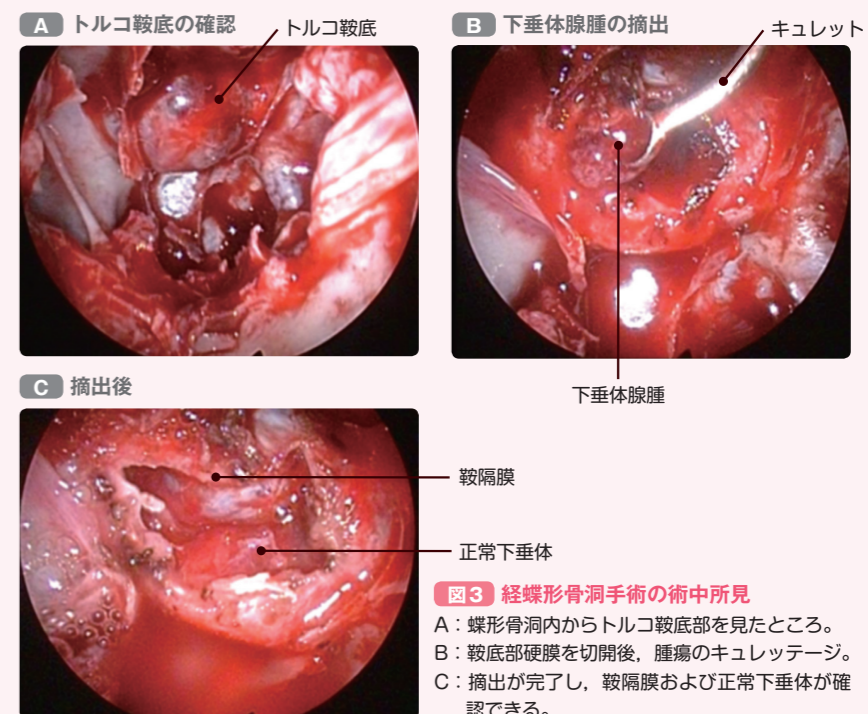 A トルコ鞍底の確認
トルコ鞍底
B 下垂体腺腫の摘出
キュレット
下垂体腺腫
C 摘出後
鞍隔膜
正常下垂体
図3 経蝶形骨洞手術の術中所見
A：蝶形骨洞内からトルコ鞍底部を見たところ。
B：鞍底部硬膜を切開後，腫瘍のキュレッテージ。
C：摘出が完了し，鞍隔膜および正常下垂体が確
認できる。